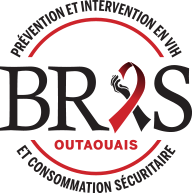 PRÉVENTION ET INTERVENTION EN VIH
BRAS
OUTAOUAIS
ET CONSOMMATION SÉCURITAIRE